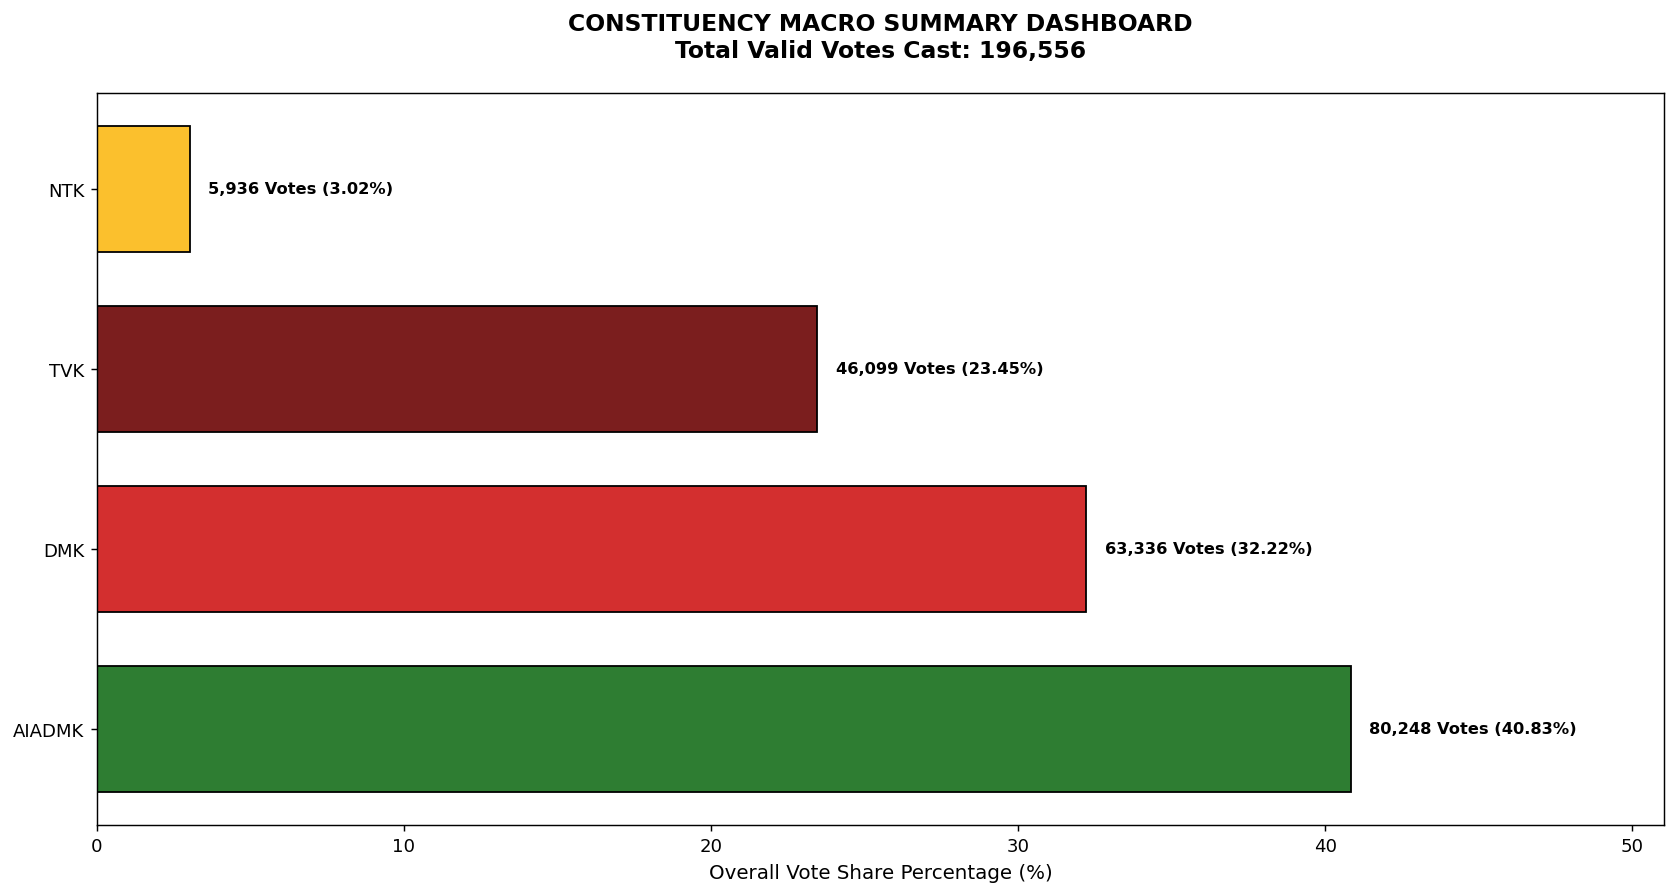 CONSTITUENCY MACRO SUMMARY DASHBOARD
Total Valid Votes Cast: 196,556
NTK
5,936 Votes (3.02%)
TVK
46,099 Votes (23.45%)
DMK
63,336 Votes (32.22%)
AIADMK
80,248 Votes (40.83%)
0 10 20 30 40 50
Overall Vote Share Percentage (%)